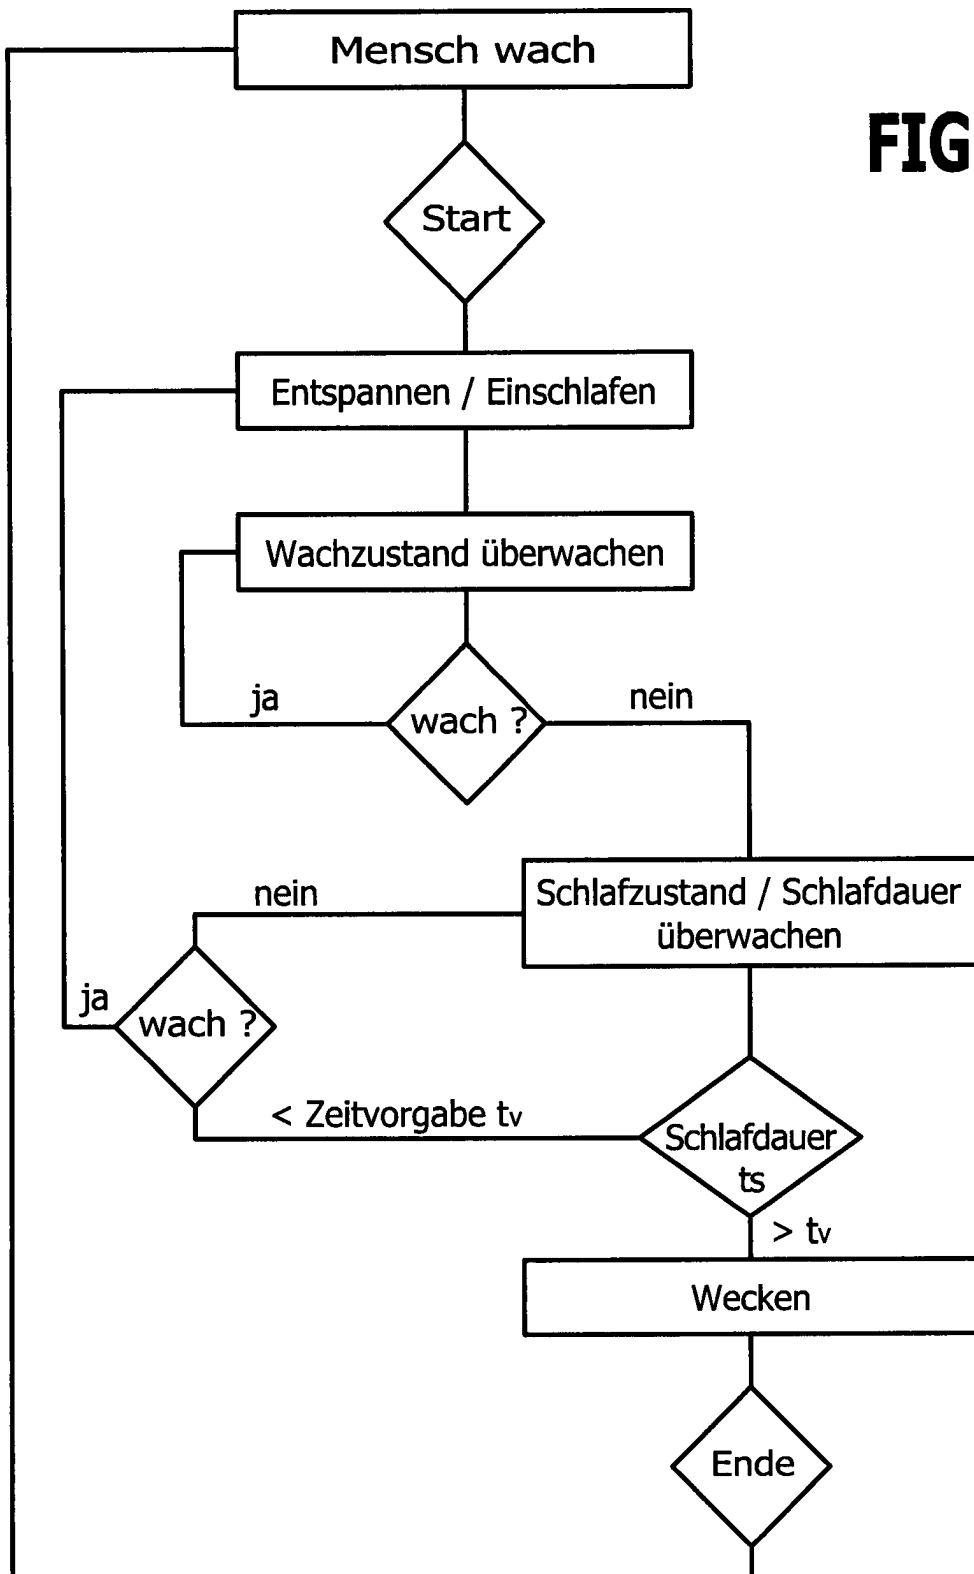 Mensch wach
FIG
Start
Entspannen / Einschlafen
Wachzustand überwachen
ja
wach ?
nein
Schlafzustand / Schlafdauer
überwachen
nein
ja
wach ?
< Zeitvorgabe tv
Schlafdauer
ts
> tv
Wecken
Ende